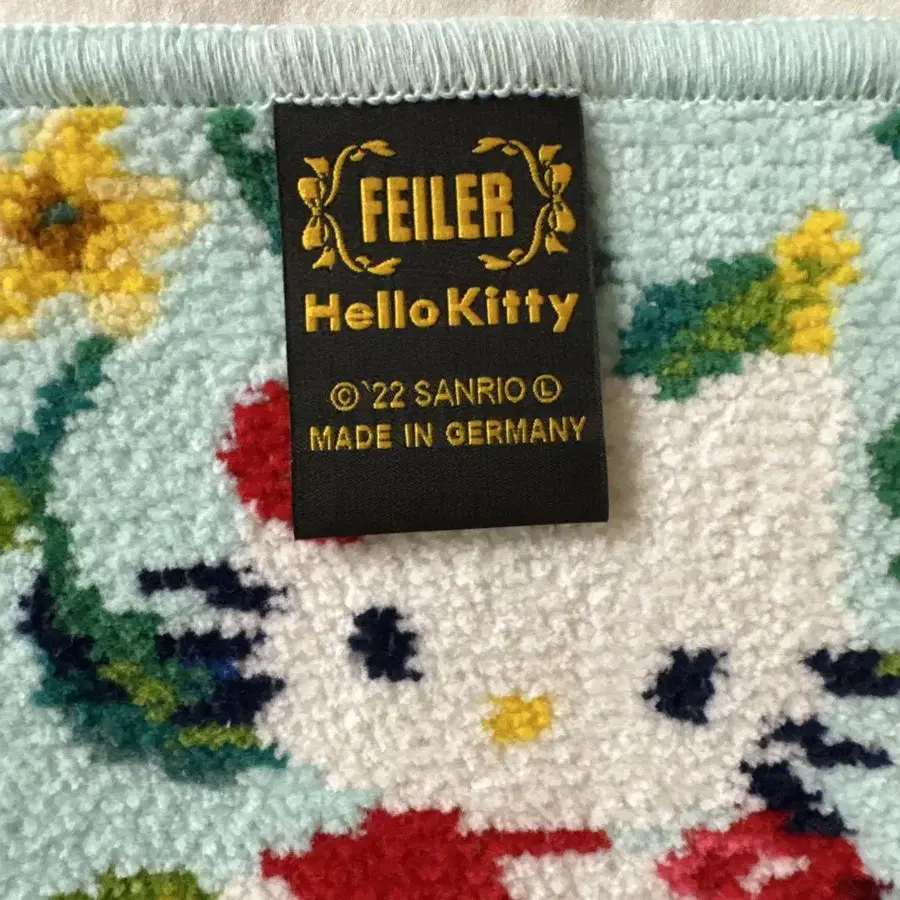 FEILER
Hello Kitty
©`22 SANRIO Ⓛ
MADE IN GERMANY